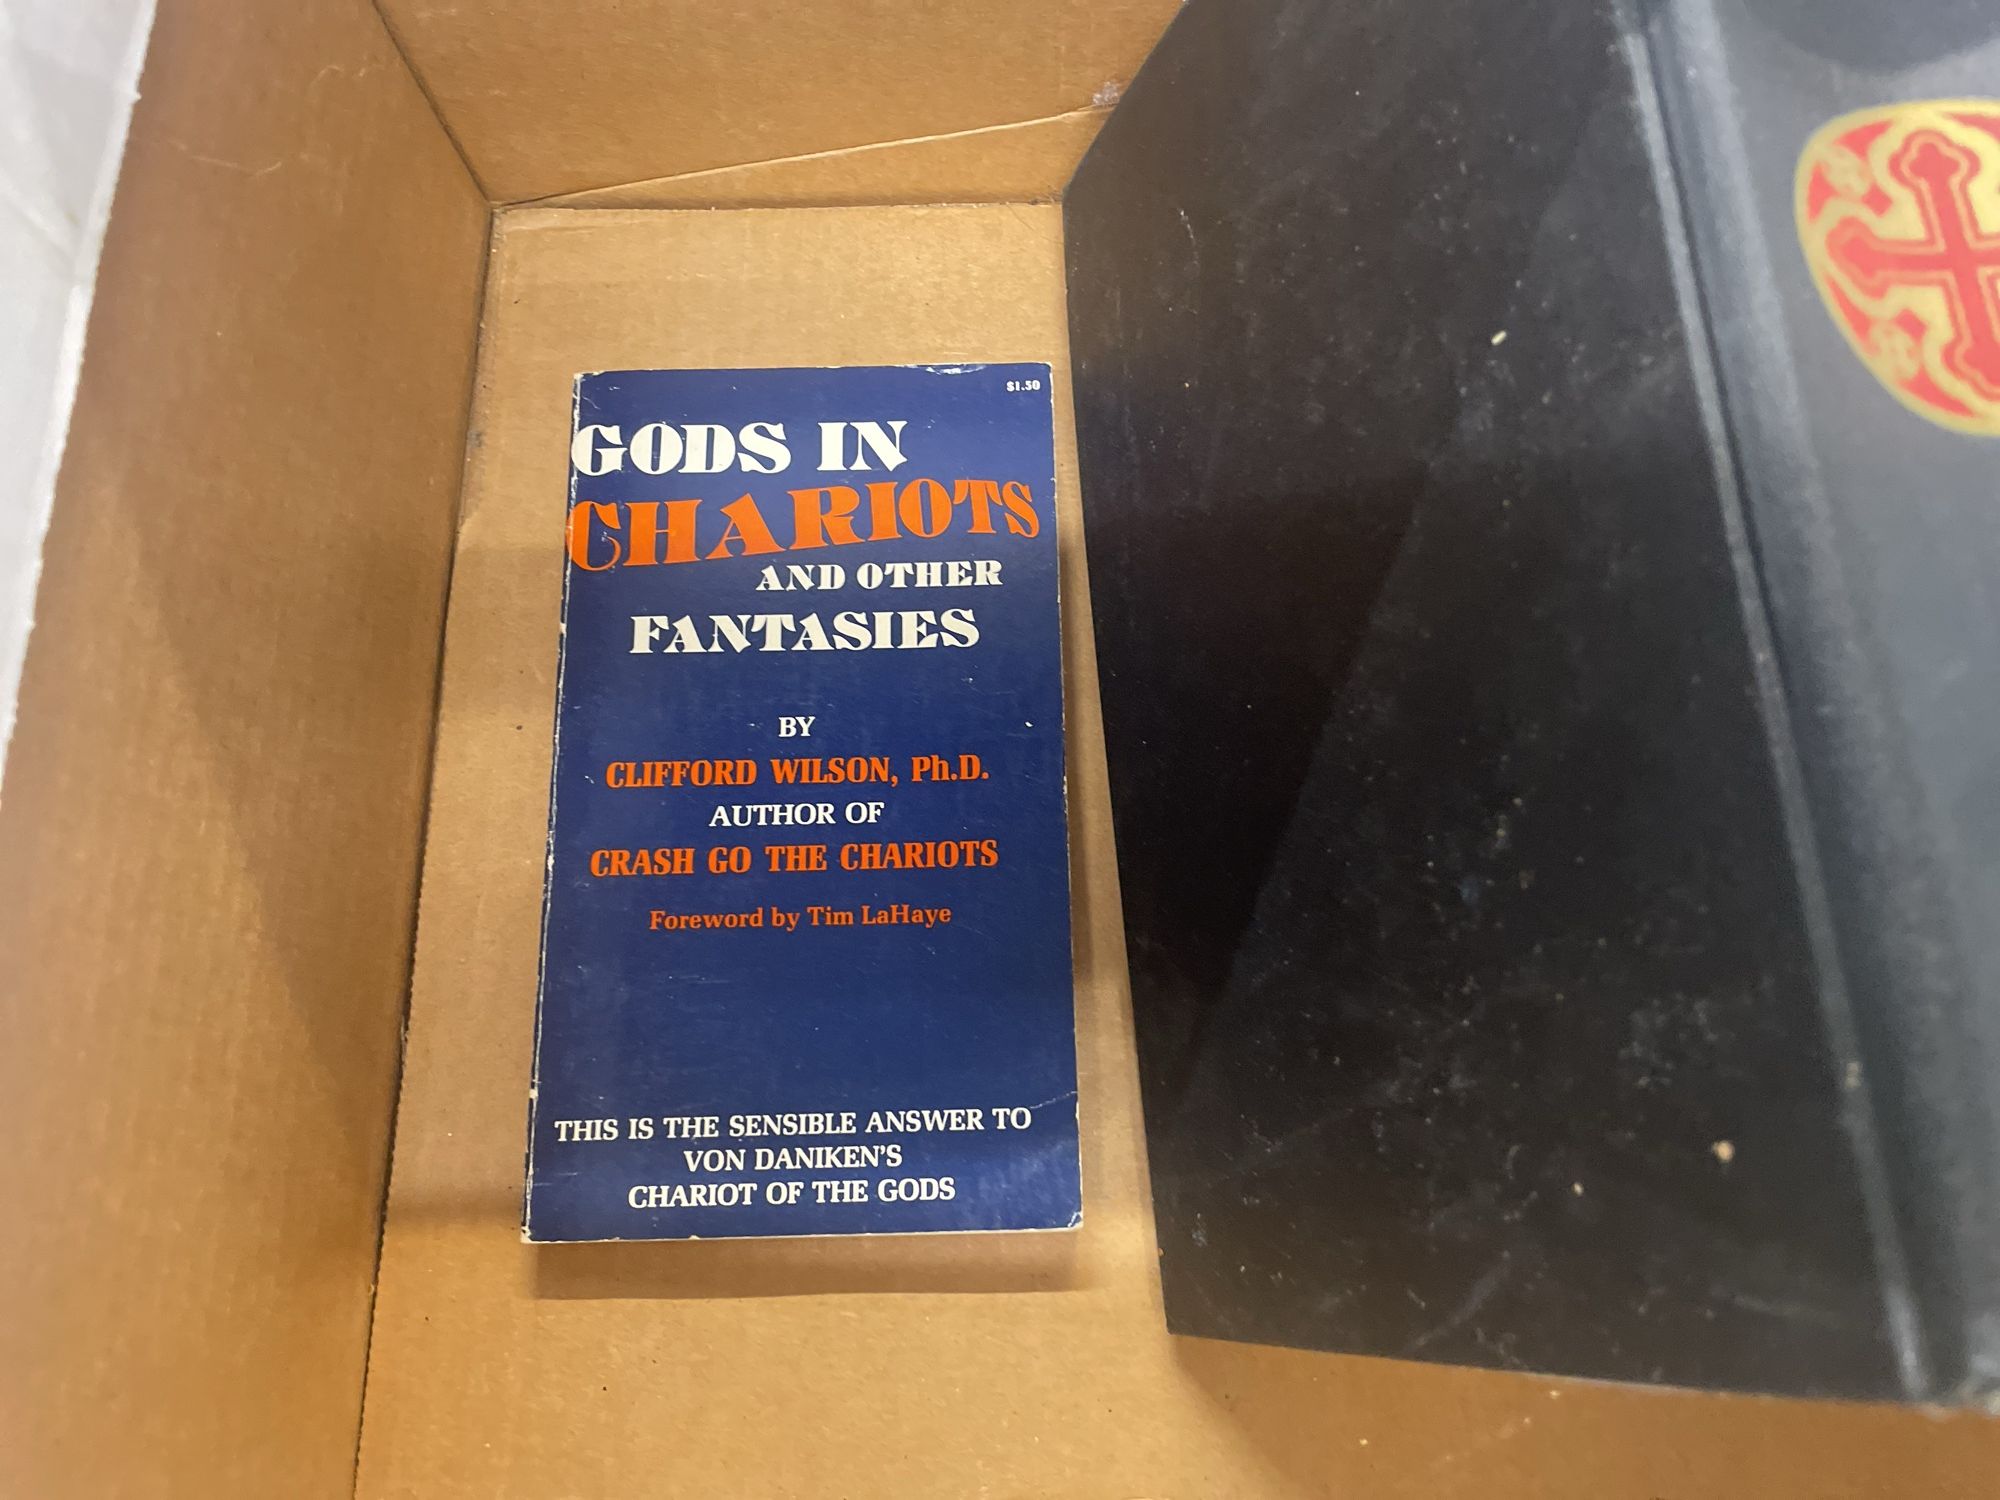 $1.50
GODS IN
CHARIOTS
AND OTHER
FANTASIES
BY
CLIFFORD WILSON, Ph.D.
AUTHOR OF
CRASH GO THE CHARIOTS
Foreword by Tim LaHaye
THIS IS THE SENSIBLE ANSWER TO
VON DANIKEN'S
CHARIOT OF THE GODS